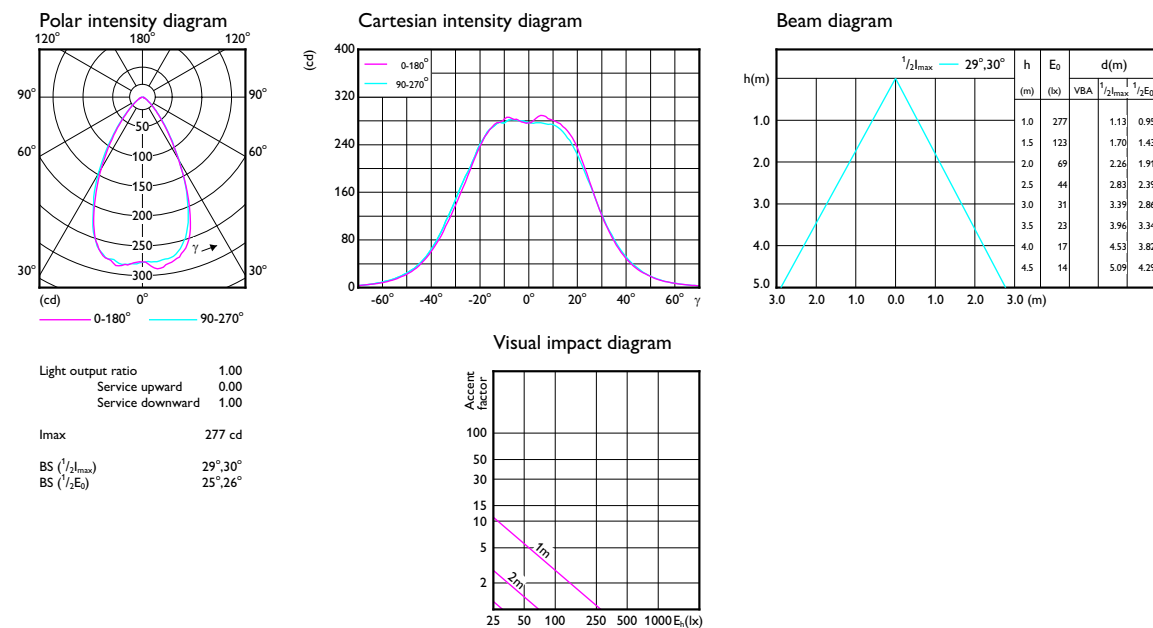 Polar intensity diagram
120° 180° 120°
90° 90°
60° 60°
30° 30°
50
100
150
200
250
300
γ
(cd) 0°
0-180° 90-270°
Light output ratio 1.00
Service upward 0.00
Service downward 1.00
Imax 277 cd
BS (1/2Imax) 29°,30°
BS (1/2E0) 25°,26°
Cartesian intensity diagram
(cd)
400
320
240
160
80
0
0-180°
90-270°
-60° -40° -20° 0° 20° 40° 60° γ
Beam diagram
1/2Imax 29°,30°
h(m)
1.0
2.0
3.0
4.0
5.0
3.0 2.0 1.0 0.0 1.0 2.0 3.0 (m)
h E0 d(m)
(m) (lx) VBA 1/2Imax 1/2E0
1.0 277 1.13 0.95
1.5 123 1.70 1.43
2.0 69 2.26 1.91
2.5 44 2.83 2.39
3.0 31 3.39 2.86
3.5 23 3.96 3.34
4.0 17 4.53 3.82
4.5 14 5.09 4.29
Visual impact diagram
Accent
factor
100
50
30
15
10
5
2
1m
2m
25 50 100 250 500 1000 Eh(lx)